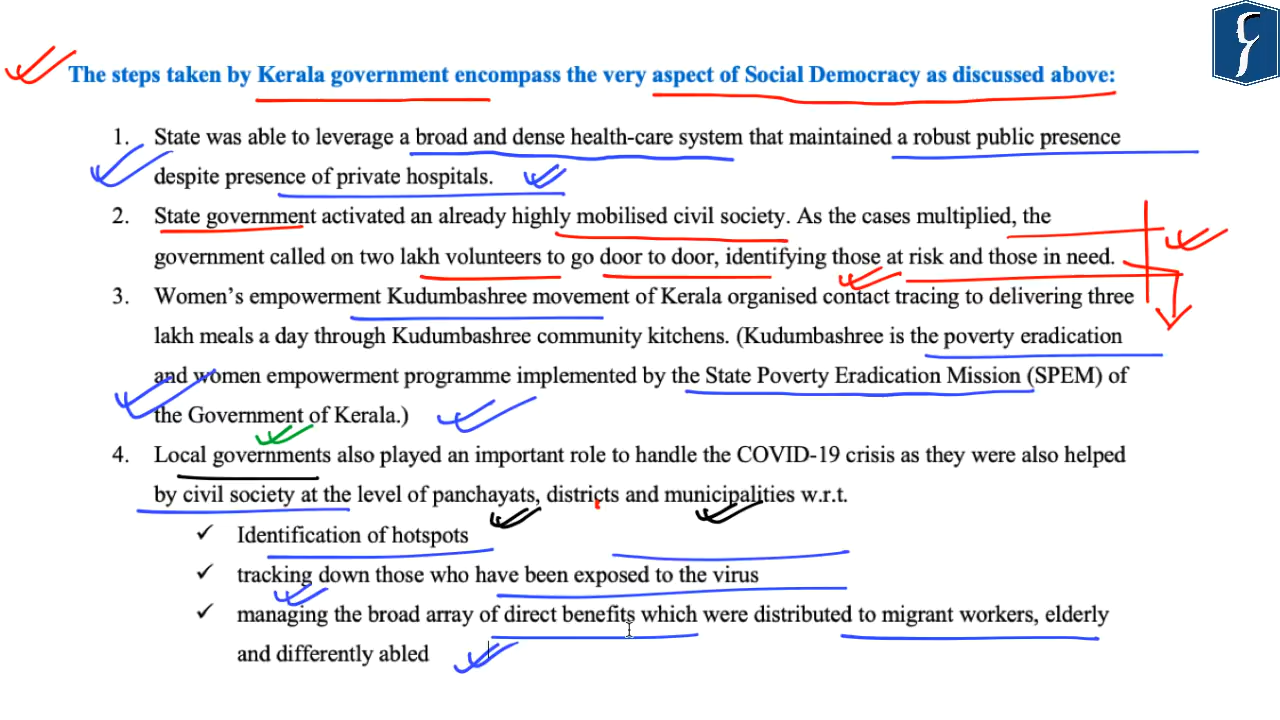 The steps taken by Kerala government encompass the very aspect of Social Democracy as discussed above:
1. State was able to leverage a broad and dense health-care system that maintained a robust public presence
despite presence of private hospitals.
2. State government activated an already highly mobilised civil society. As the cases multiplied, the
government called on two lakh volunteers to go door to door, identifying those at risk and those in need.
3. Women’s empowerment Kudumbashree movement of Kerala organised contact tracing to delivering three
lakh meals a day through Kudumbashree community kitchens. (Kudumbashree is the poverty eradication
and women empowerment programme implemented by the State Poverty Eradication Mission (SPEM) of
the Government of Kerala.)
4. Local governments also played an important role to handle the COVID-19 crisis as they were also helped
by civil society at the level of panchayats, districts and municipalities w.r.t.
✓ Identification of hotspots
✓ tracking down those who have been exposed to the virus
✓ managing the broad array of direct benefits which were distributed to migrant workers, elderly
and differently abled